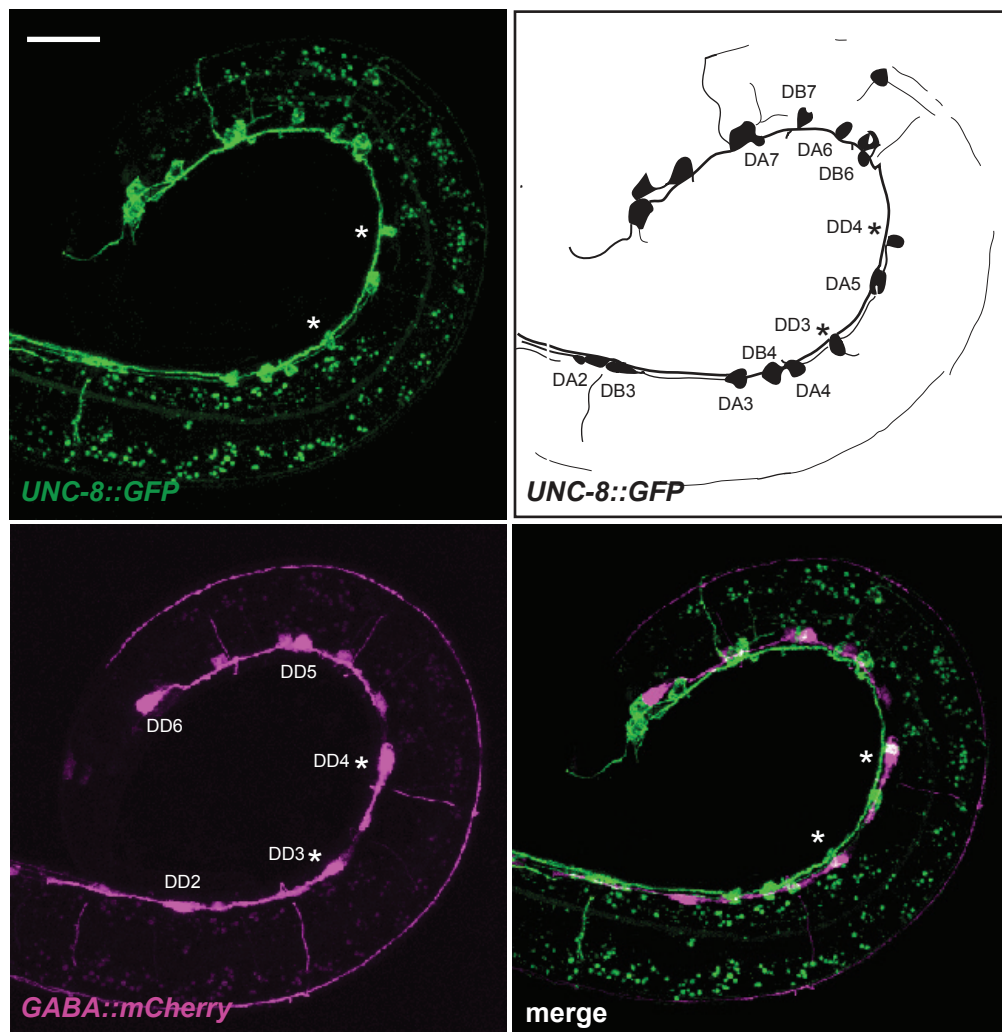 *
*
UNC-8::GFP
DB7
DA6
DA7
DB6
DD4 *
DA5
DD3 *
DB4
DA2 DB3 DA3 DA4
UNC-8::GFP
DD5
DD6
DD4 *
DD3 *
DD2
GABA::mCherry
*
*
merge